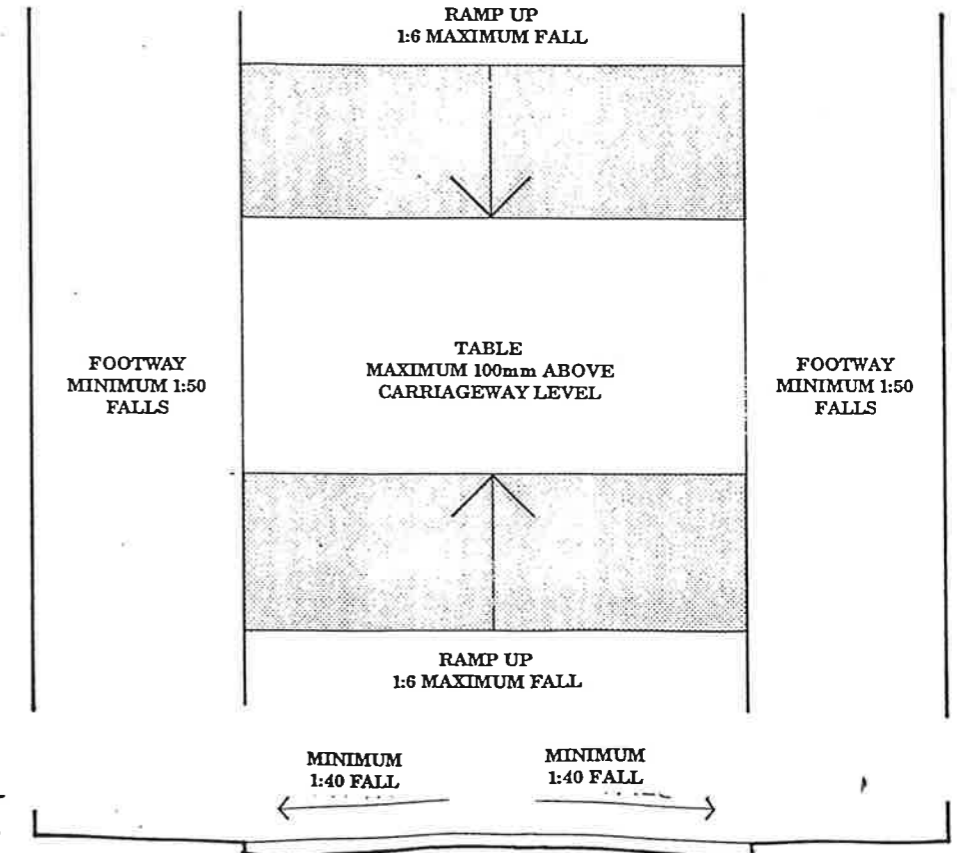 RAMP UP
1:6 MAXIMUM FALL
FOOTWAY
MINIMUM 1:50
FALLS
TABLE
MAXIMUM 100mm ABOVE
CARRIAGEWAY LEVEL
FOOTWAY
MINIMUM 1:50
FALLS
RAMP UP
1:6 MAXIMUM FALL
MINIMUM
1:40 FALL
MINIMUM
1:40 FALL